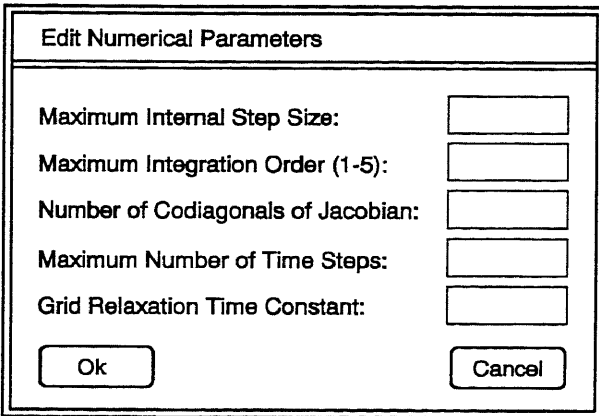 Edit Numerical Parameters
Maximum Internal Step Size:
Maximum Integration Order (1-5):
Number of Codiagonals of Jacobian:
Maximum Number of Time Steps:
Grid Relaxation Time Constant:
Ok Cancel